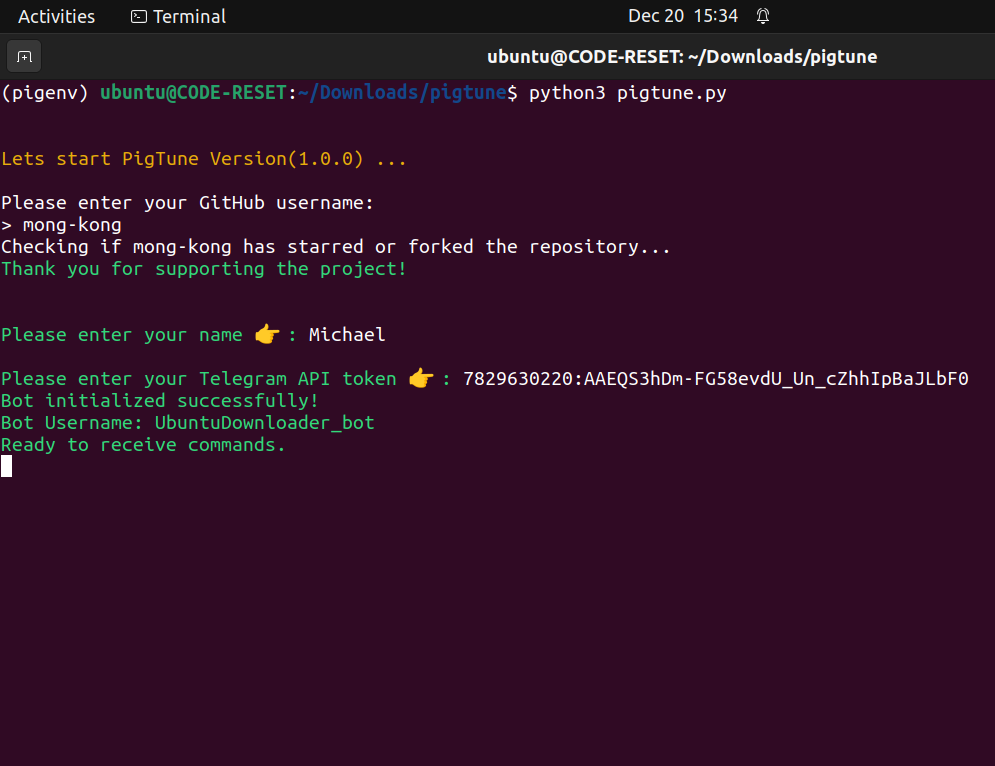 Activities Terminal Dec 20 15:34
ubuntu@CODE-RESET: ~/Downloads/pigtune
(pigenv) ubuntu@CODE-RESET:~/Downloads/pigtune$ python3 pigtune.py
Lets start PigTune Version(1.0.0) ...
Please enter your GitHub username:
> mong-kong
Checking if mong-kong has starred or forked the repository...
Thank you for supporting the project!
Please enter your name 👉 : Michael
Please enter your Telegram API token 👉 : 7829630220:AAEQS3hDm-FG58evdU_Un_cZhhIpBaJLbF0
Bot initialized successfully!
Bot Username: UbuntuDownloader_bot
Ready to receive commands.